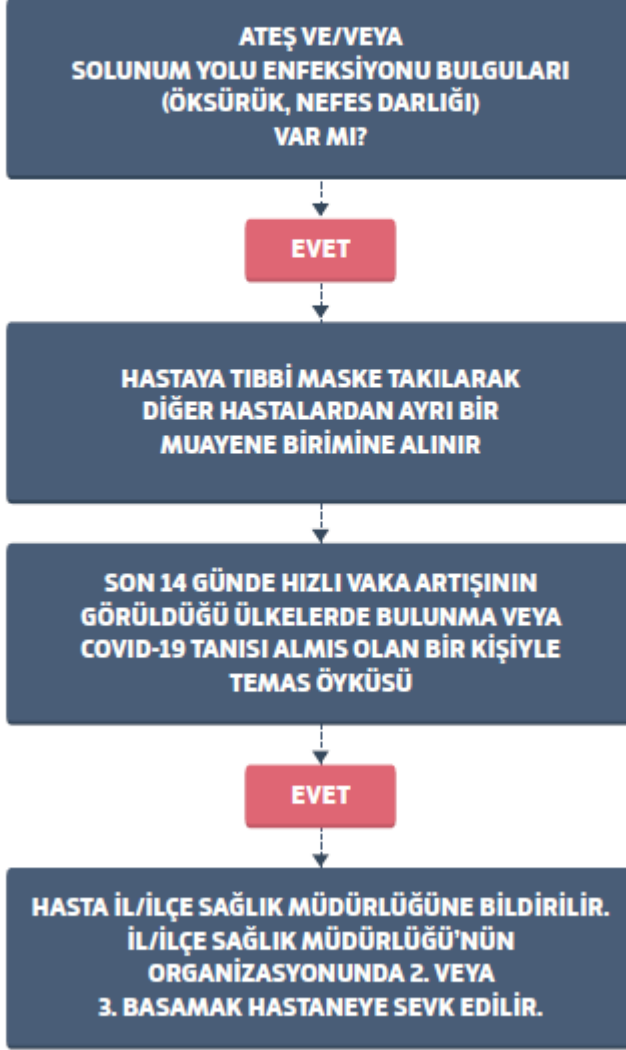 ATEŞ VE/VEYA
SOLUNUM YOLU ENFEKSİYONU BULGULARI
(ÖKSÜRÜK, NEFES DARLIĞI)
VAR MI?
EVET
HASTAYA TIBBİ MASKE TAKILARAK
DİĞER HASTALARDAN AYRI BİR
MUAYENE BİRİMİNE ALINIR
SON 14 GÜNDE HIZLI VAKA ARTIŞININ
GÖRÜLDÜĞÜ ÜLKELERDE BULUNMA VEYA
COVID-19 TANISI ALMIS OLAN BİR KİŞİYLE
TEMAS ÖYKÜSÜ
EVET
HASTA İL/İLÇE SAĞLIK MÜDÜRLÜĞÜNE BİLDİRİLİR.
İL/İLÇE SAĞLIK MÜDÜRLÜĞÜ'NÜN
ORGANİZASYONUNDA 2. VEYA
3. BASAMAK HASTANEYE SEVK EDİLİR.